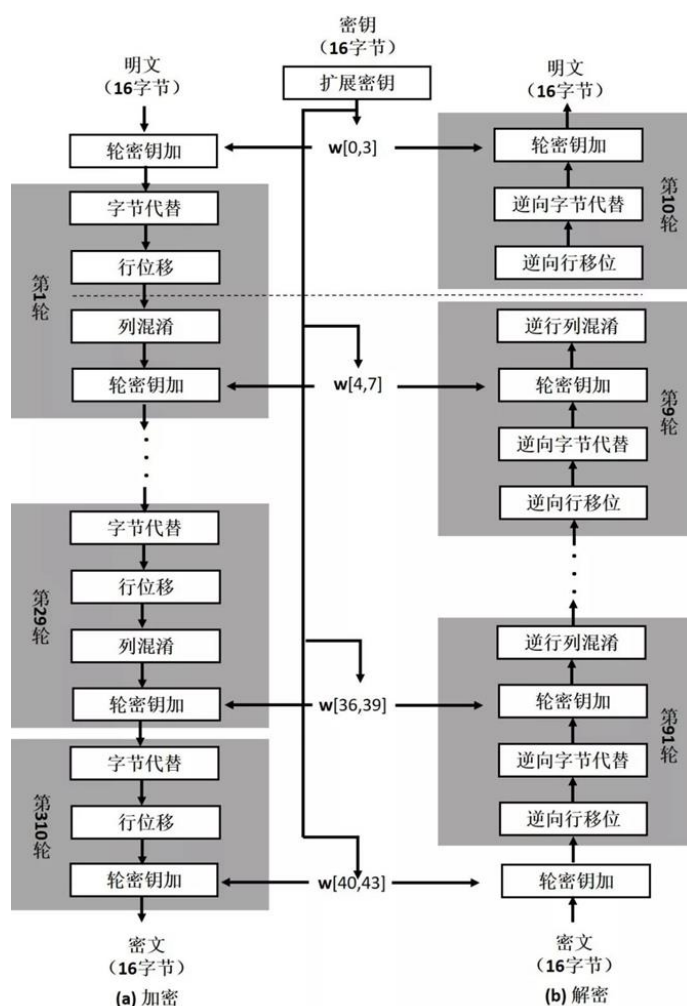 密钥
（16字节）
扩展密钥
明文
（16字节）
轮密钥加
第1轮
字节代替
行位移
列混淆
轮密钥加
第29轮
字节代替
行位移
列混淆
轮密钥加
第310轮
字节代替
行位移
轮密钥加
密文
（16字节）
(a) 加密
w[0,3]
w[4,7]
w[36,39]
w[40,43]
明文
（16字节）
轮密钥加
逆向字节代替
逆向行移位
第10轮
逆行列混淆
轮密钥加
逆向字节代替
逆向行移位
第9轮
逆行列混淆
轮密钥加
逆向字节代替
逆向行移位
第91轮
轮密钥加
密文
（16字节）
(b) 解密